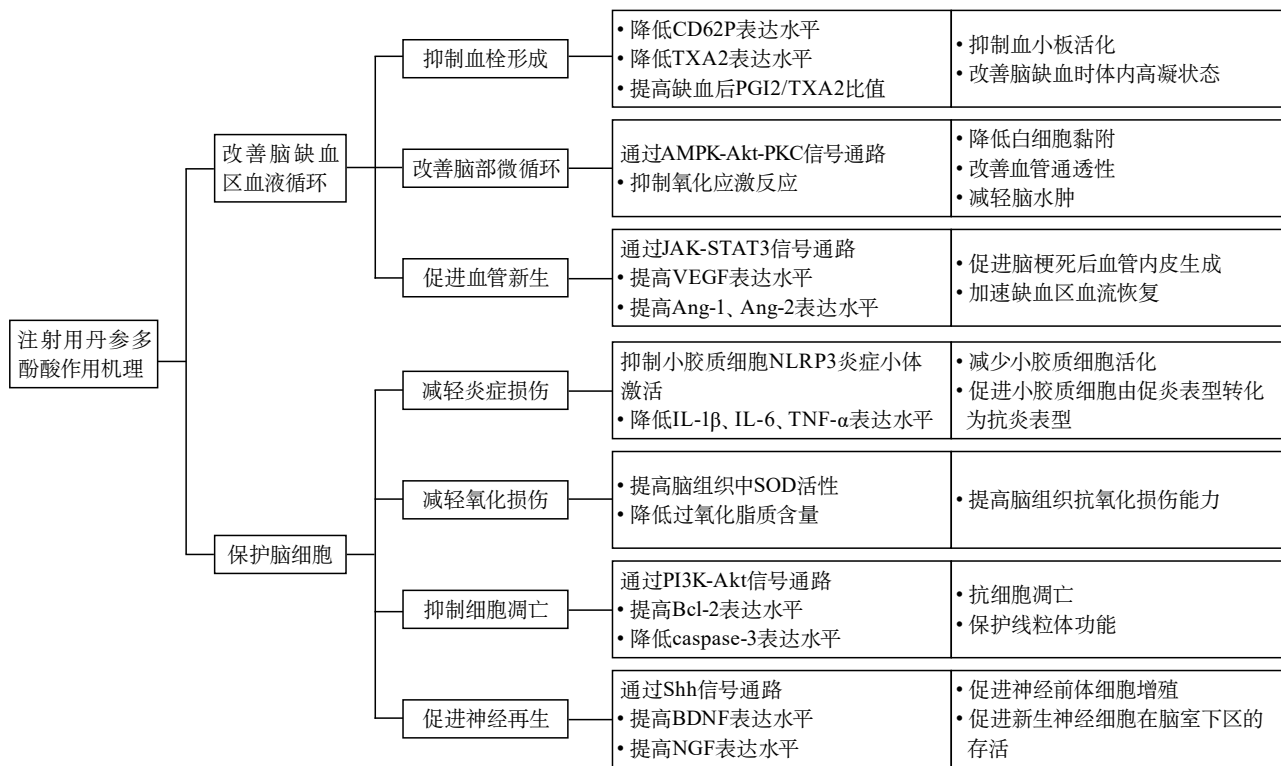 注射用丹参多
酚酸作用机理
改善脑缺血
区血液循环
抑制血栓形成
• 降低CD62P表达水平
• 降低TXA2表达水平
• 提高缺血后PGI2/TXA2比值
• 抑制血小板活化
• 改善脑缺血时体内高凝状态
改善脑部微循环
通过AMPK-Akt-PKC信号通路
• 抑制氧化应激反应
• 降低白细胞黏附
• 改善血管通透性
• 减轻脑水肿
促进血管新生
通过JAK-STAT3信号通路
• 提高VEGF表达水平
• 提高Ang-1、Ang-2表达水平
• 促进脑梗死后血管内皮生成
• 加速缺血区血流恢复
保护脑细胞
减轻炎症损伤
抑制小胶质细胞NLRP3炎症小体
激活
• 降低IL-1β、IL-6、TNF-α表达水平
• 减少小胶质细胞活化
• 促进小胶质细胞由促炎表型转化
为抗炎表型
减轻氧化损伤
• 提高脑组织中SOD活性
• 降低过氧化脂质含量
• 提高脑组织抗氧化损伤能力
抑制细胞凋亡
通过PI3K-Akt信号通路
• 提高Bcl-2表达水平
• 降低caspase-3表达水平
• 抗细胞凋亡
• 保护线粒体功能
促进神经再生
通过Shh信号通路
• 提高BDNF表达水平
• 提高NGF表达水平
• 促进神经前体细胞增殖
• 促进新生神经细胞在脑室下区的
存活